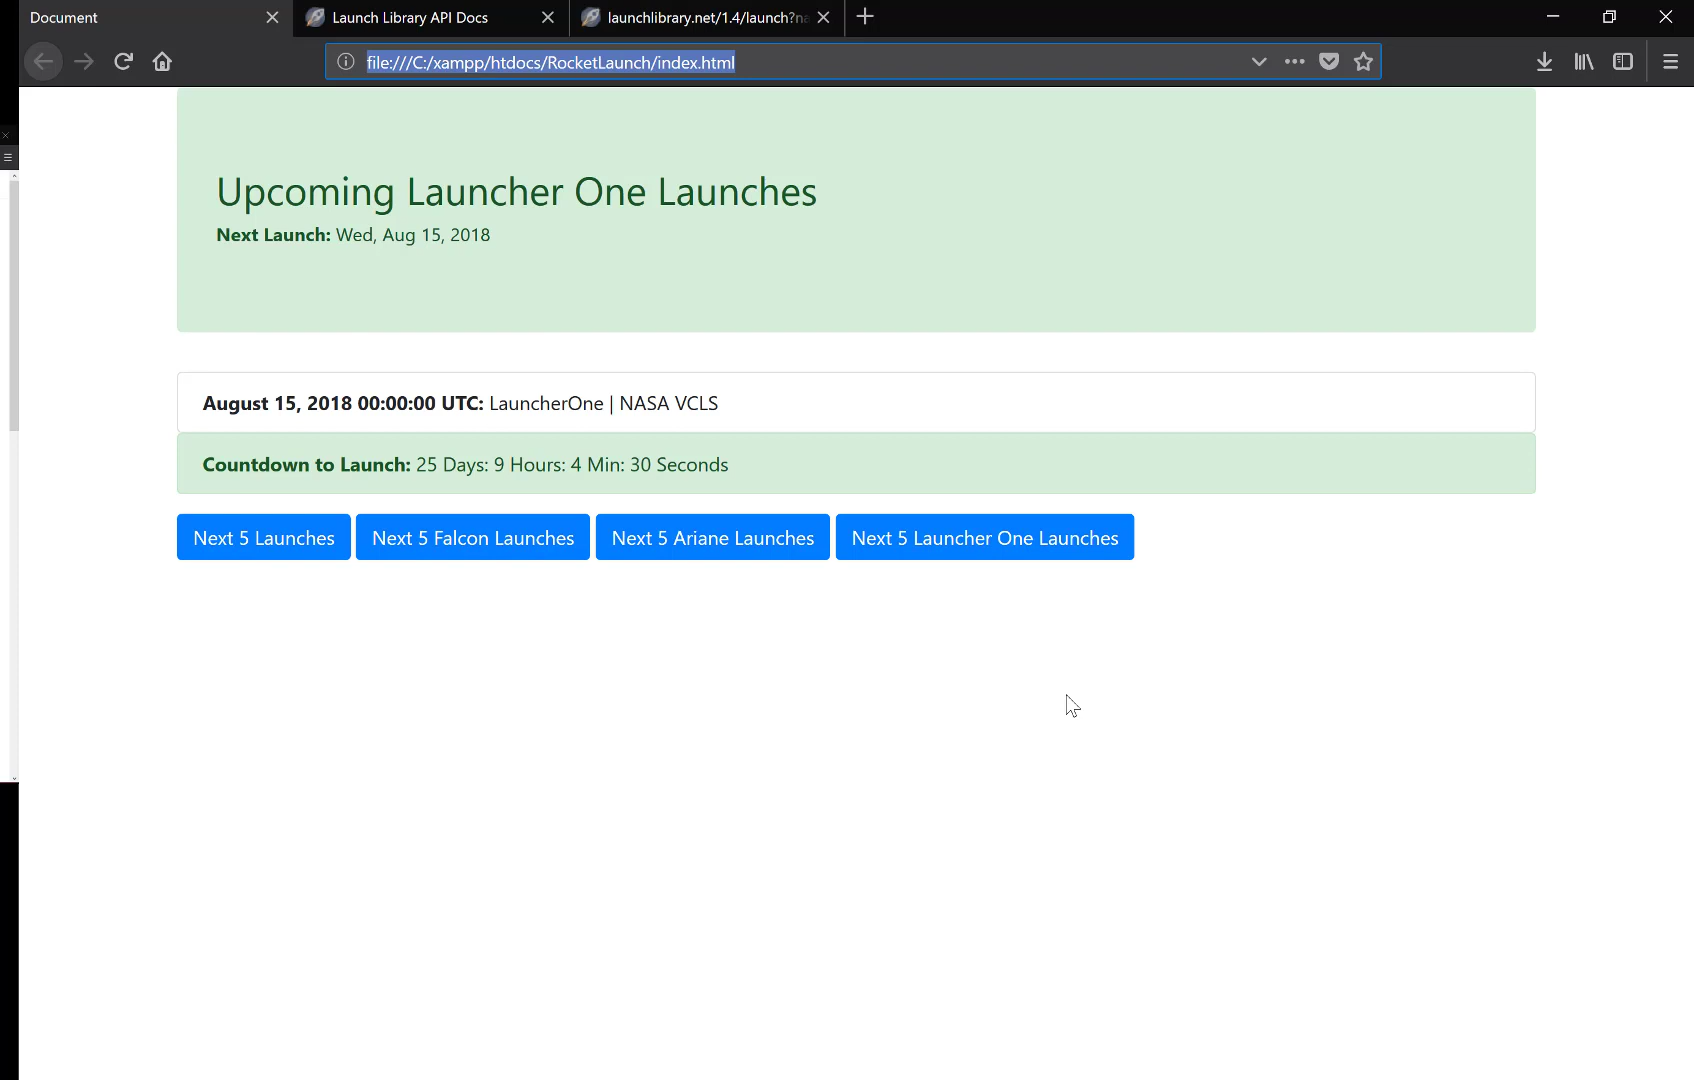 Document
Launch Library API Docs
launchlibrary.net/1.4/launch?n
file:///C:/xampp/htdocs/RocketLaunch/index.html
Upcoming Launcher One Launches
Next Launch: Wed, Aug 15, 2018
August 15, 2018 00:00:00 UTC: LauncherOne | NASA VCLS
Countdown to Launch: 25 Days: 9 Hours: 4 Min: 30 Seconds
Next 5 Launches
Next 5 Falcon Launches
Next 5 Ariane Launches
Next 5 Launcher One Launches